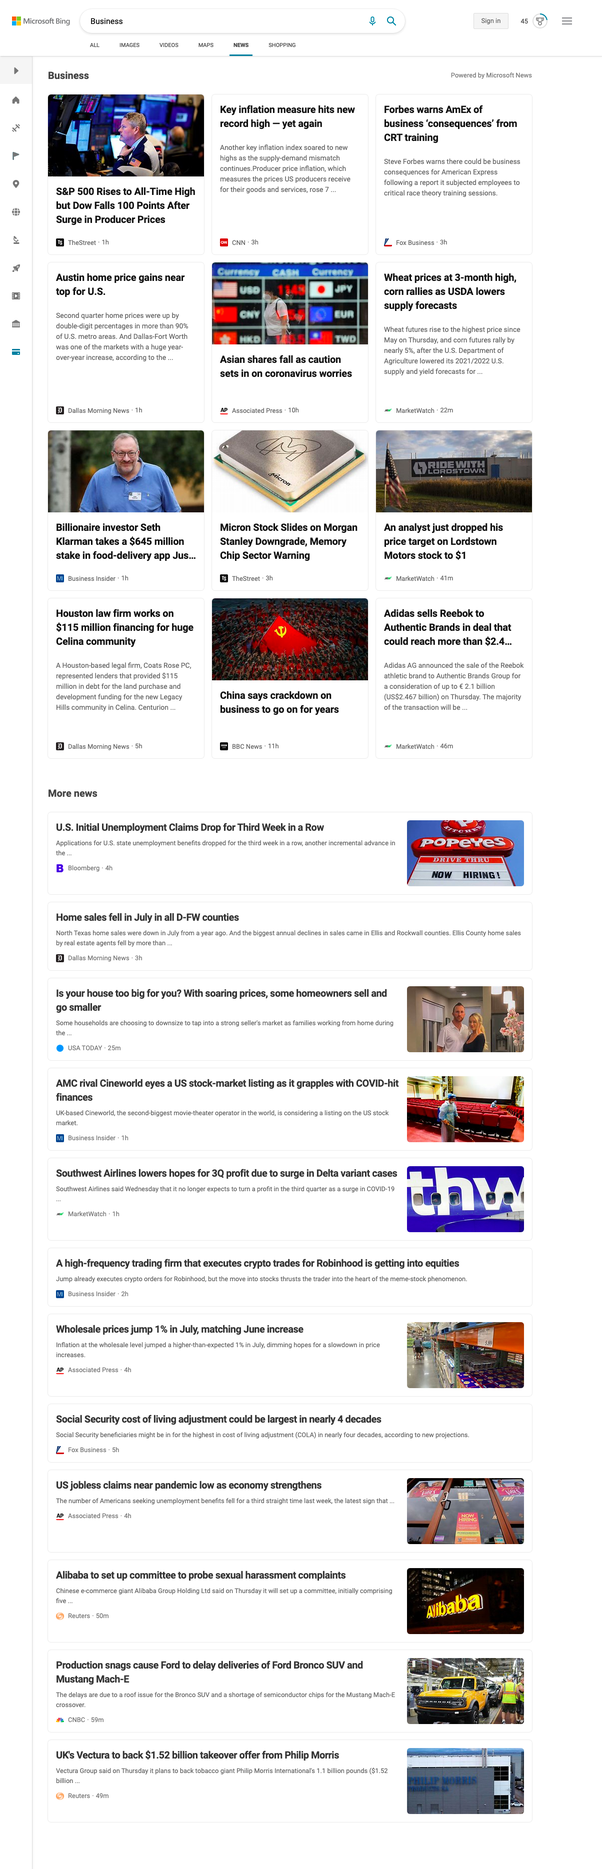 Microsoft Bing
Business
Sign in
45
ALL
IMAGES
VIDEOS
MAPS
NEWS
SHOPPING
Business
Powered by Microsoft News
S&P 500 Rises to All-Time High
but Dow Falls 100 Points After
Surge in Producer Prices
TheStreet · 1h
Key inflation measure hits new
record high — yet again
Another key inflation index soared to new
highs as the supply-demand mismatch
continues.Producer price inflation, which
measures the prices US producers receive
for their goods and services, rose 7 ...
CNN · 3h
Forbes warns AmEx of
business ‘consequences’ from
CRT training
Steve Forbes warns there could be business
consequences for American Express
following a report it subjected employees to
critical race theory training sessions.
Fox Business · 3h
Austin home price gains near
top for U.S.
Second quarter home prices were up by
double-digit percentages in more than 90%
of U.S. metro areas. And Dallas-Fort Worth
was one of the markets with a huge year-
over-year increase, according to the ...
Dallas Morning News · 1h
Currency CASH Currency
USD
JPY
EUR
TWD
HKD
Asian shares fall as caution
sets in on coronavirus worries
AP Associated Press · 10h
Wheat prices at 3-month high,
corn rallies as USDA lowers
supply forecasts
Wheat futures rise to the highest price since
May on Thursday, and corn futures rally by
nearly 5%, after the U.S. Department of
Agriculture lowered its 2021/2022 U.S.
supply and yield forecasts for ...
MarketWatch · 22m
Billionaire investor Seth
Klarman takes a $645 million
stake in food-delivery app Jus...
Business Insider · 1h
Micron
Micron Stock Slides on Morgan
Stanley Downgrade, Memory
Chip Sector Warning
TheStreet · 3h
RIDE WITH
LORDSTOWN
An analyst just dropped his
price target on Lordstown
Motors stock to $1
MarketWatch · 41m
Houston law firm works on
$115 million financing for huge
Celina community
A Houston-based legal firm, Coats Rose PC,
represented lenders that provided $115
million in debt for the land purchase and
development funding for the new Legacy
Hills community in Celina. Centurion ...
Dallas Morning News · 5h
China says crackdown on
business to go on for years
BBC News · 11h
Adidas sells Reebok to
Authentic Brands in deal that
could reach more than $2.4...
Adidas AG announced the sale of the Reebok
athletic brand to Authentic Brands Group for
a consideration of up to € 2.1 billion
(US$2.467 billion) on Thursday. The majority
of the transaction will be ...
MarketWatch · 46m
More news
U.S. Initial Unemployment Claims Drop for Third Week in a Row
Applications for U.S. state unemployment benefits dropped for the third week in a row, another incremental advance in
the ...
B Bloomberg · 4h
POPEYES
DRIVE THRU
NOW HIRING!
Home sales fell in July in all D-FW counties
North Texas home sales were down in July from a year ago. And the biggest annual declines in sales came in Ellis and Rockwall counties. Ellis County home sales
by real estate agents fell by more than ...
Dallas Morning News · 3h
Is your house too big for you? With soaring prices, some homeowners sell and
go smaller
Some households are choosing to downsize to tap into a strong seller's market as families working from home during
the ...
USA TODAY · 25m
AMC rival Cineworld eyes a US stock-market listing as it grapples with COVID-hit
finances
UK-based Cineworld, the second-biggest movie-theater operator in the world, is considering a listing on the US stock
market.
Business Insider · 1h
Southwest Airlines lowers hopes for 3Q profit due to surge in Delta variant cases
Southwest Airlines said Wednesday that it no longer expects to turn a profit in the third quarter as a surge in COVID-19
...
MarketWatch · 1h
thw
A high-frequency trading firm that executes crypto trades for Robinhood is getting into equities
Jump already executes crypto orders for Robinhood, but the move into stocks thrusts the trader into the heart of the meme-stock phenomenon.
Business Insider · 2h
Wholesale prices jump 1% in July, matching June increase
Inflation at the wholesale level jumped a higher-than-expected 1% in July, dimming hopes for a slowdown in price
increases.
AP Associated Press · 4h
Social Security cost of living adjustment could be largest in nearly 4 decades
Social Security beneficiaries might be in for the highest in cost of living adjustment (COLA) in nearly four decades, according to new projections.
Fox Business · 5h
US jobless claims near pandemic low as economy strengthens
The number of Americans seeking unemployment benefits fell for a third straight time last week, the latest sign that ...
AP Associated Press · 4h
NOW
HIRING
Alibaba to set up committee to probe sexual harassment complaints
Chinese e-commerce giant Alibaba Group Holding Ltd said on Thursday it will set up a committee, initially comprising
five ...
Reuters · 50m
Alibaba
Production snags cause Ford to delay deliveries of Ford Bronco SUV and
Mustang Mach-E
The delays are due to a roof issue for the Bronco SUV and a shortage of semiconductor chips for the Mustang Mach-E
crossover.
CNBC · 59m
UK's Vectura to back $1.52 billion takeover offer from Philip Morris
Vectura Group said on Thursday it plans to back tobacco giant Philip Morris International's 1.1 billion pounds ($1.52
billion ...
Reuters · 49m
PHILIP MORRIS